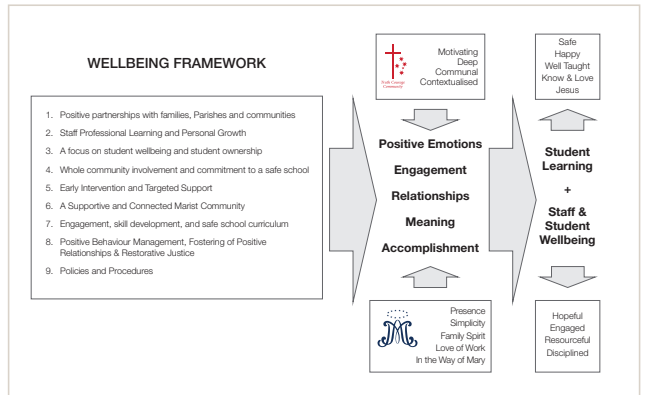 WELLBEING FRAMEWORK
1. Positive partnerships with families, Parishes and communities
2. Staff Professional Learning and Personal Growth
3. A focus on student wellbeing and student ownership
4. Whole community involvement and commitment to a safe school
5. Early Intervention and Targeted Support
6. A Supportive and Connected Marist Community
7. Engagement, skill development, and safe school curriculum
8. Positive Behaviour Management, Fostering of Positive
Relationships & Restorative Justice
9. Policies and Procedures
Motivating
Deep
Communal
Contextualised
Community
Positive Emotions
Engagement
Relationships
Meaning
Accomplishment
Presence
Simplicity
Family Spirit
Love of Work
In the Way of Mary
Safe
Happy
Well Taught
Know & Love
Jesus
Student
Learning
+
Staff &
Student
Wellbeing
Hopeful
Engaged
Resourceful
Disciplined